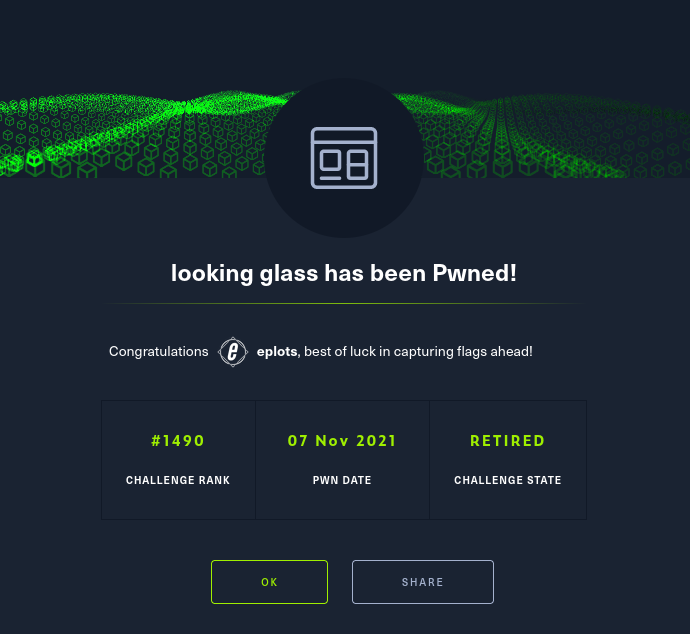 looking glass has been Pwned!
Congratulations e eplots, best of luck in capturing flags ahead!
#1490 07 Nov 2021 RETIRED
CHALLENGE RANK PWN DATE CHALLENGE STATE
OK SHARE